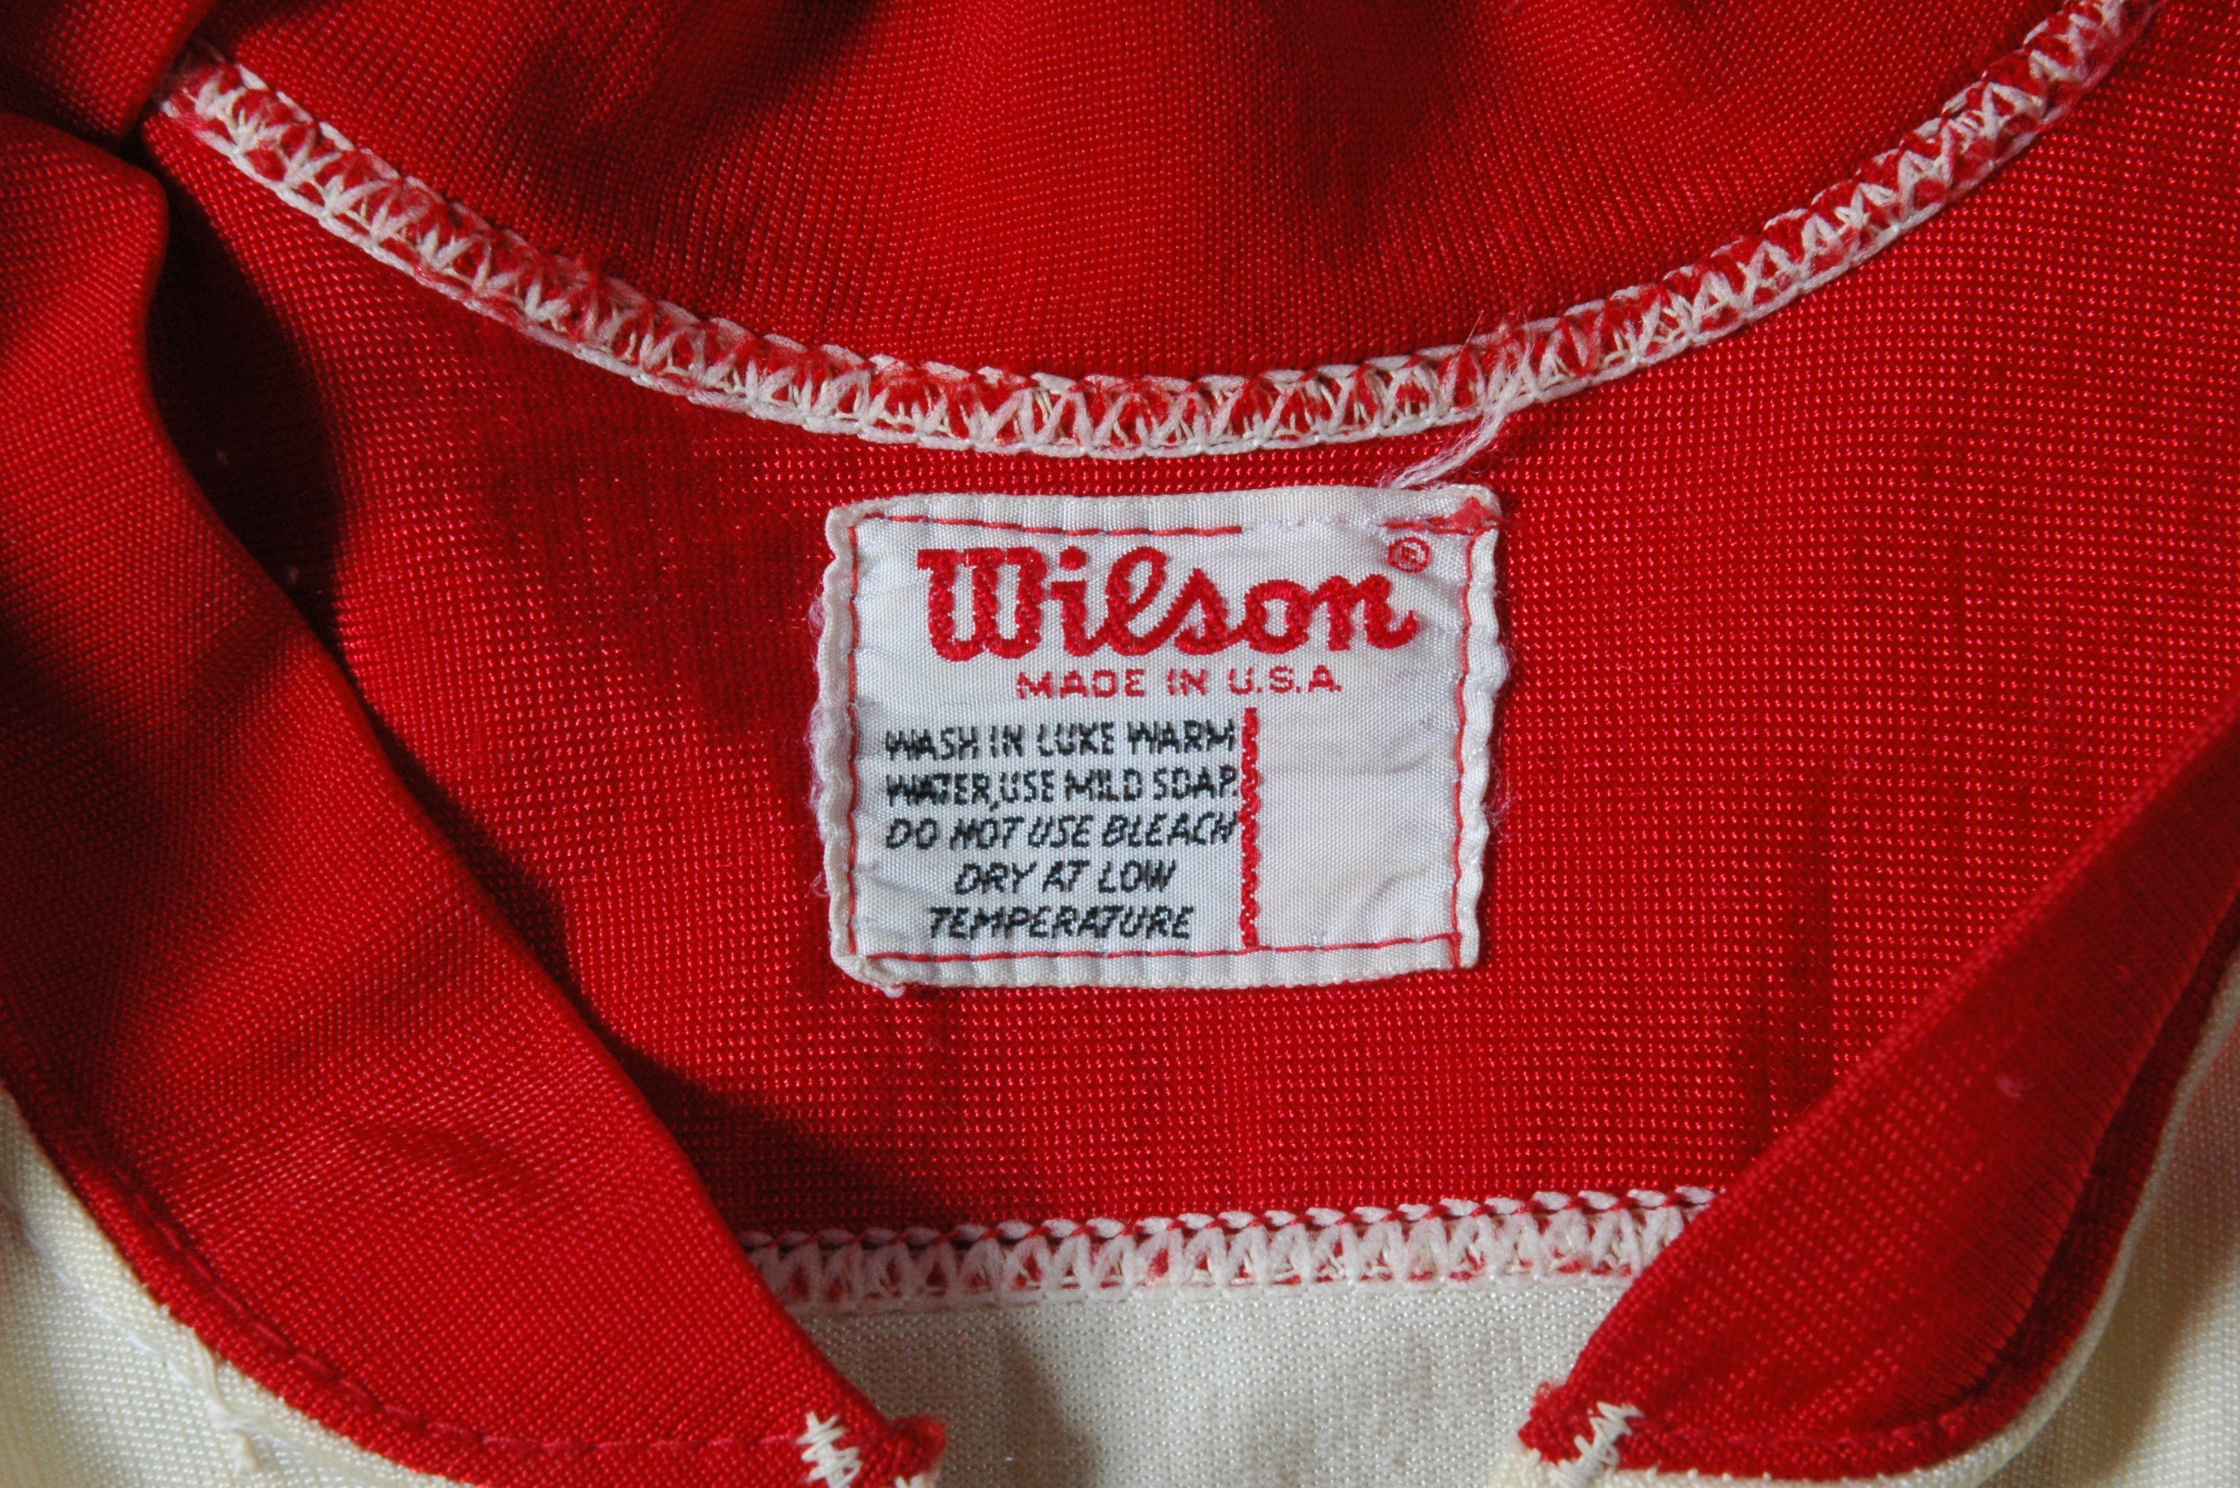 Wilson®
MADE IN U.S.A.
WASH IN LUKE WARM
WATER, USE MILD SOAP.
DO NOT USE BLEACH
DRY AT LOW
TEMPERATURE